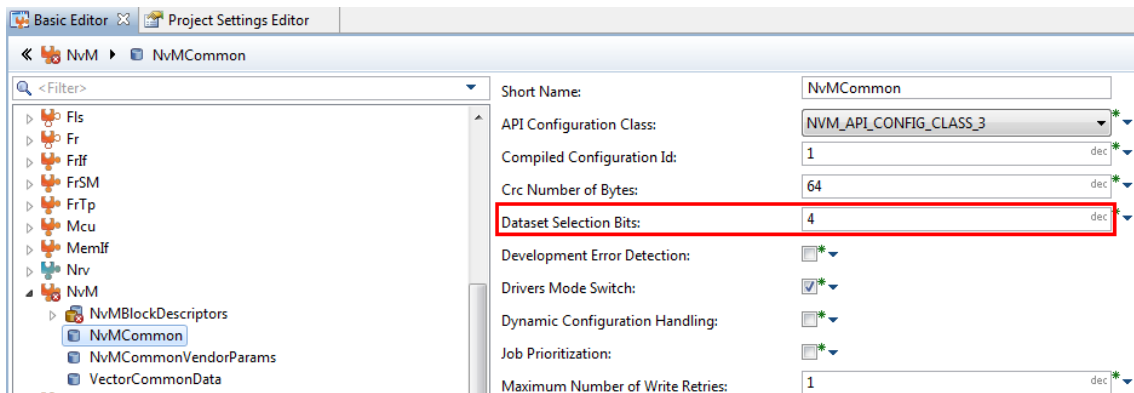 Basic Editor Project Settings Editor
« NvM NvMCommon
<Filter>
Fls
Fr
FrIf
FrSM
FrTp
Mcu
MemIf
Nrv
NvM
NvMBlockDescriptors
NvMCommon
NvMCommonVendorParams
VectorCommonData
Short Name: NvMCommon
API Configuration Class: NVM_API_CONFIG_CLASS_3
Compiled Configuration Id: 1 dec
Crc Number of Bytes: 64 dec
Dataset Selection Bits: 4 dec
Development Error Detection:
Drivers Mode Switch:
Dynamic Configuration Handling:
Job Prioritization:
Maximum Number of Write Retries: 1 dec